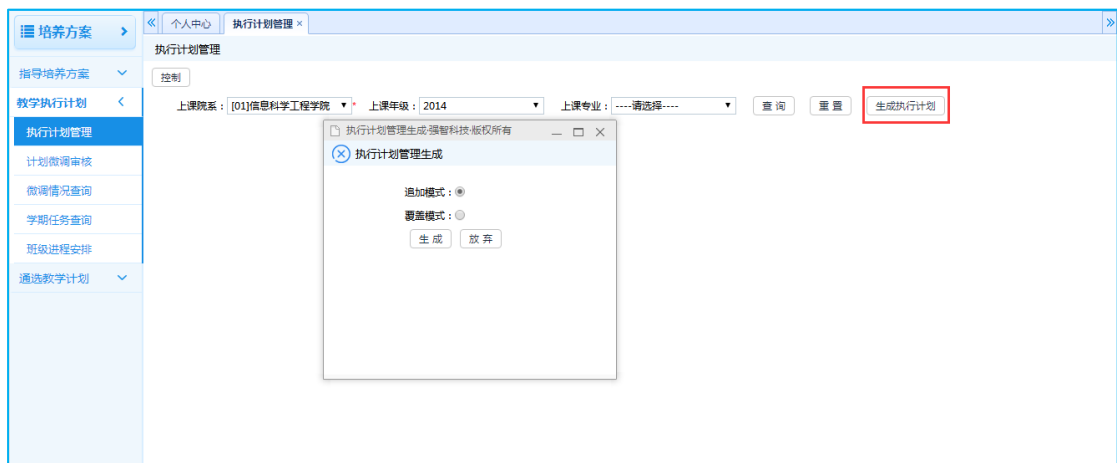 培养方案
个人中心 执行计划管理 ×
执行计划管理
控制
上课院系：[01]信息科学工程学院 * 上课年级：2014 上课专业：----请选择---- 查询 重置 生成执行计划
指导培养方案
教学执行计划
执行计划管理
计划微调审核
微调情况查询
学期任务查询
班级进程安排
通选教学计划
执行计划管理生成-强智科技-版权所有
执行计划管理生成
追加模式：
覆盖模式：
生成 放弃